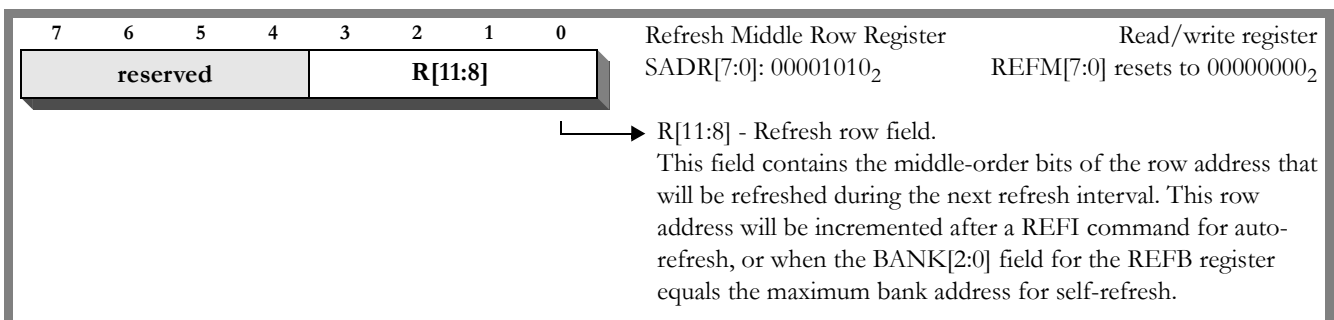 7 6 5 4 3 2 1 0
reserved R[11:8]
Refresh Middle Row Register Read/write register
SADR[7:0]: 00001010₂ REFM[7:0] resets to 00000000₂
R[11:8] - Refresh row field.
This field contains the middle-order bits of the row address that
will be refreshed during the next refresh interval. This row
address will be incremented after a REFI command for auto-
refresh, or when the BANK[2:0] field for the REFB register
equals the maximum bank address for self-refresh.